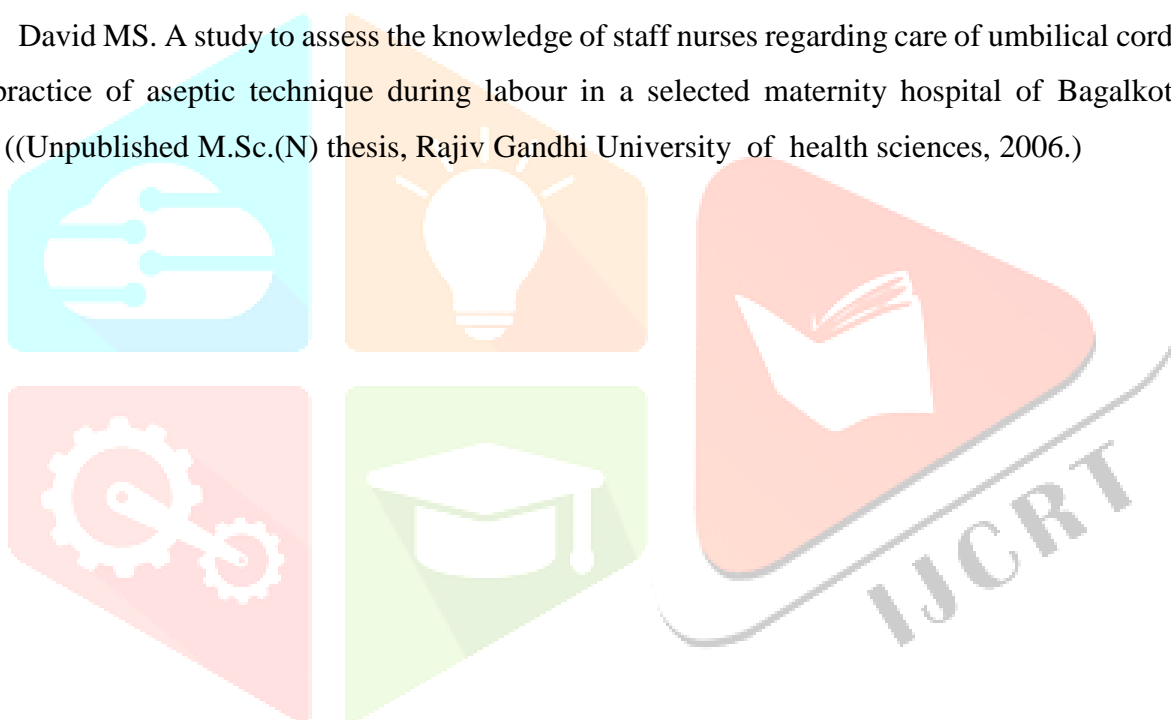 David MS. A study to assess the knowledge of staff nurses regarding care of umbilical cord
practice of aseptic technique during labour in a selected maternity hospital of Bagalkot
((Unpublished M.Sc.(N) thesis, Rajiv Gandhi University of health sciences, 2006.)
IJCRT